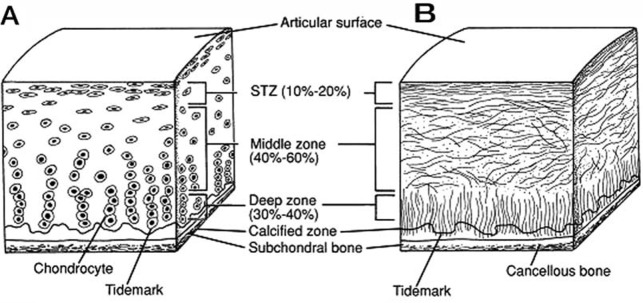 A
Articular surface
B
STZ (10%-20%)
Middle zone
(40%-60%)
Deep zone
(30%-40%)
Calcified zone
Subchondral bone
Chondrocyte
Tidemark
Cancellous bone
Tidemark